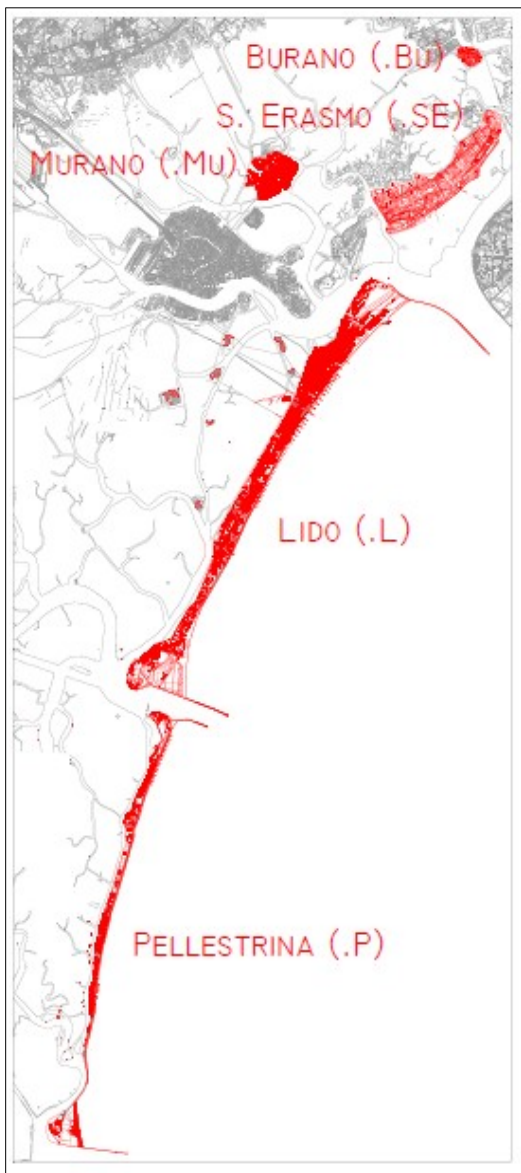 BURANO (.BU)
S. ERASMO (.SE)
MURANO (.MU)
LIDO (.L)
PELLESTRINA (.P)